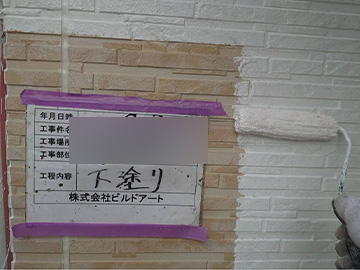 年月日時
工事件名
工事場所
工事部位
工程内容 下塗り
株式会社ビルドアート